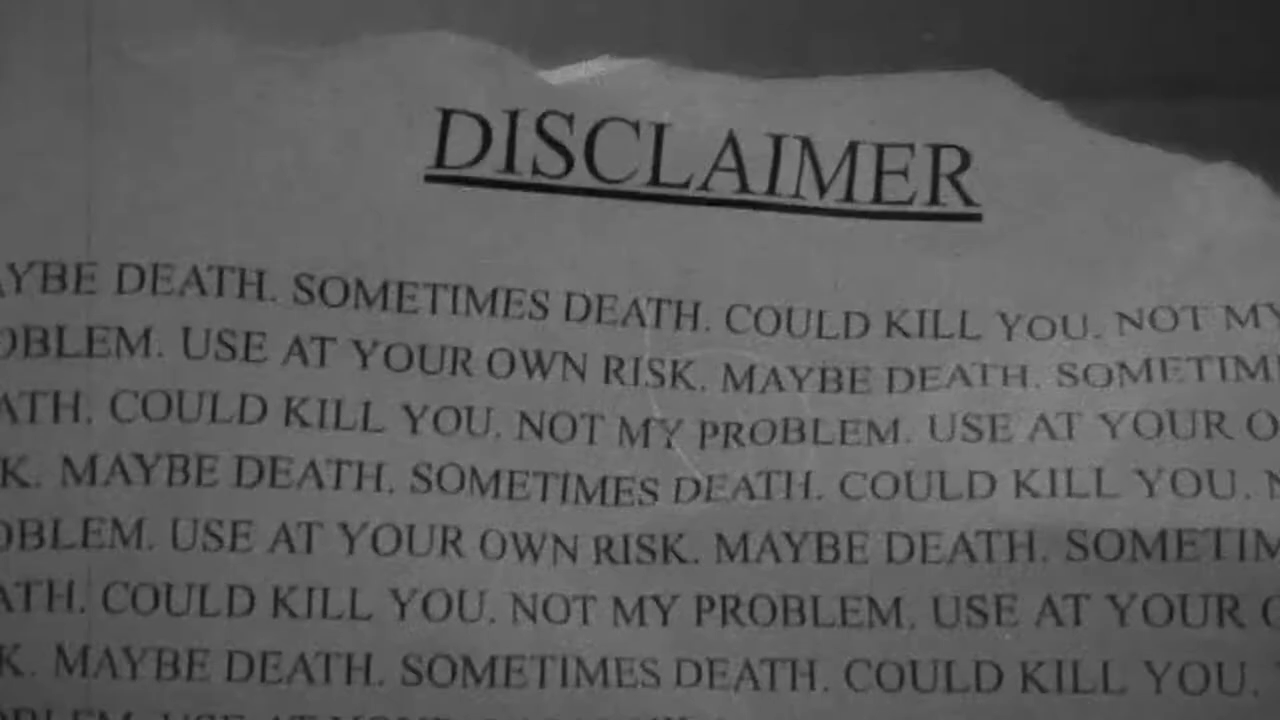 DISCLAIMER
AYBE DEATH. SOMETIMES DEATH. COULD KILL YOU. NOT MY
OBLEM. USE AT YOUR OWN RISK. MAYBE DEATH. SOMETIM
ATH. COULD KILL YOU. NOT MY PROBLEM. USE AT YOUR O
K. MAYBE DEATH. SOMETIMES DEATH. COULD KILL YOU. N
OBLEM. USE AT YOUR OWN RISK. MAYBE DEATH. SOMETIM
ATH. COULD KILL YOU. NOT MY PROBLEM. USE AT YOUR O
K. MAYBE DEATH. SOMETIMES DEATH. COULD KILL YOU.